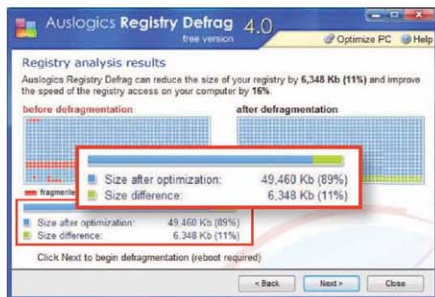 Auslogics Registry Defrag 4.0
free version
Optimize PC Help
Registry analysis results
Auslogics Registry Defrag can reduce the size of your registry by 6,348 Kb (11%) and improve
the speed of the registry access on your computer by 16%.
before defragmentation after defragmentation
Size after optimization: 49,460 Kb (89%)
Size difference: 6,348 Kb (11%)
fragmente
Size after optimization: 49,460 Kb (89%)
Size difference: 6,348 Kb (11%)
Click Next to begin defragmentation (reboot required)
< Back Next > Close